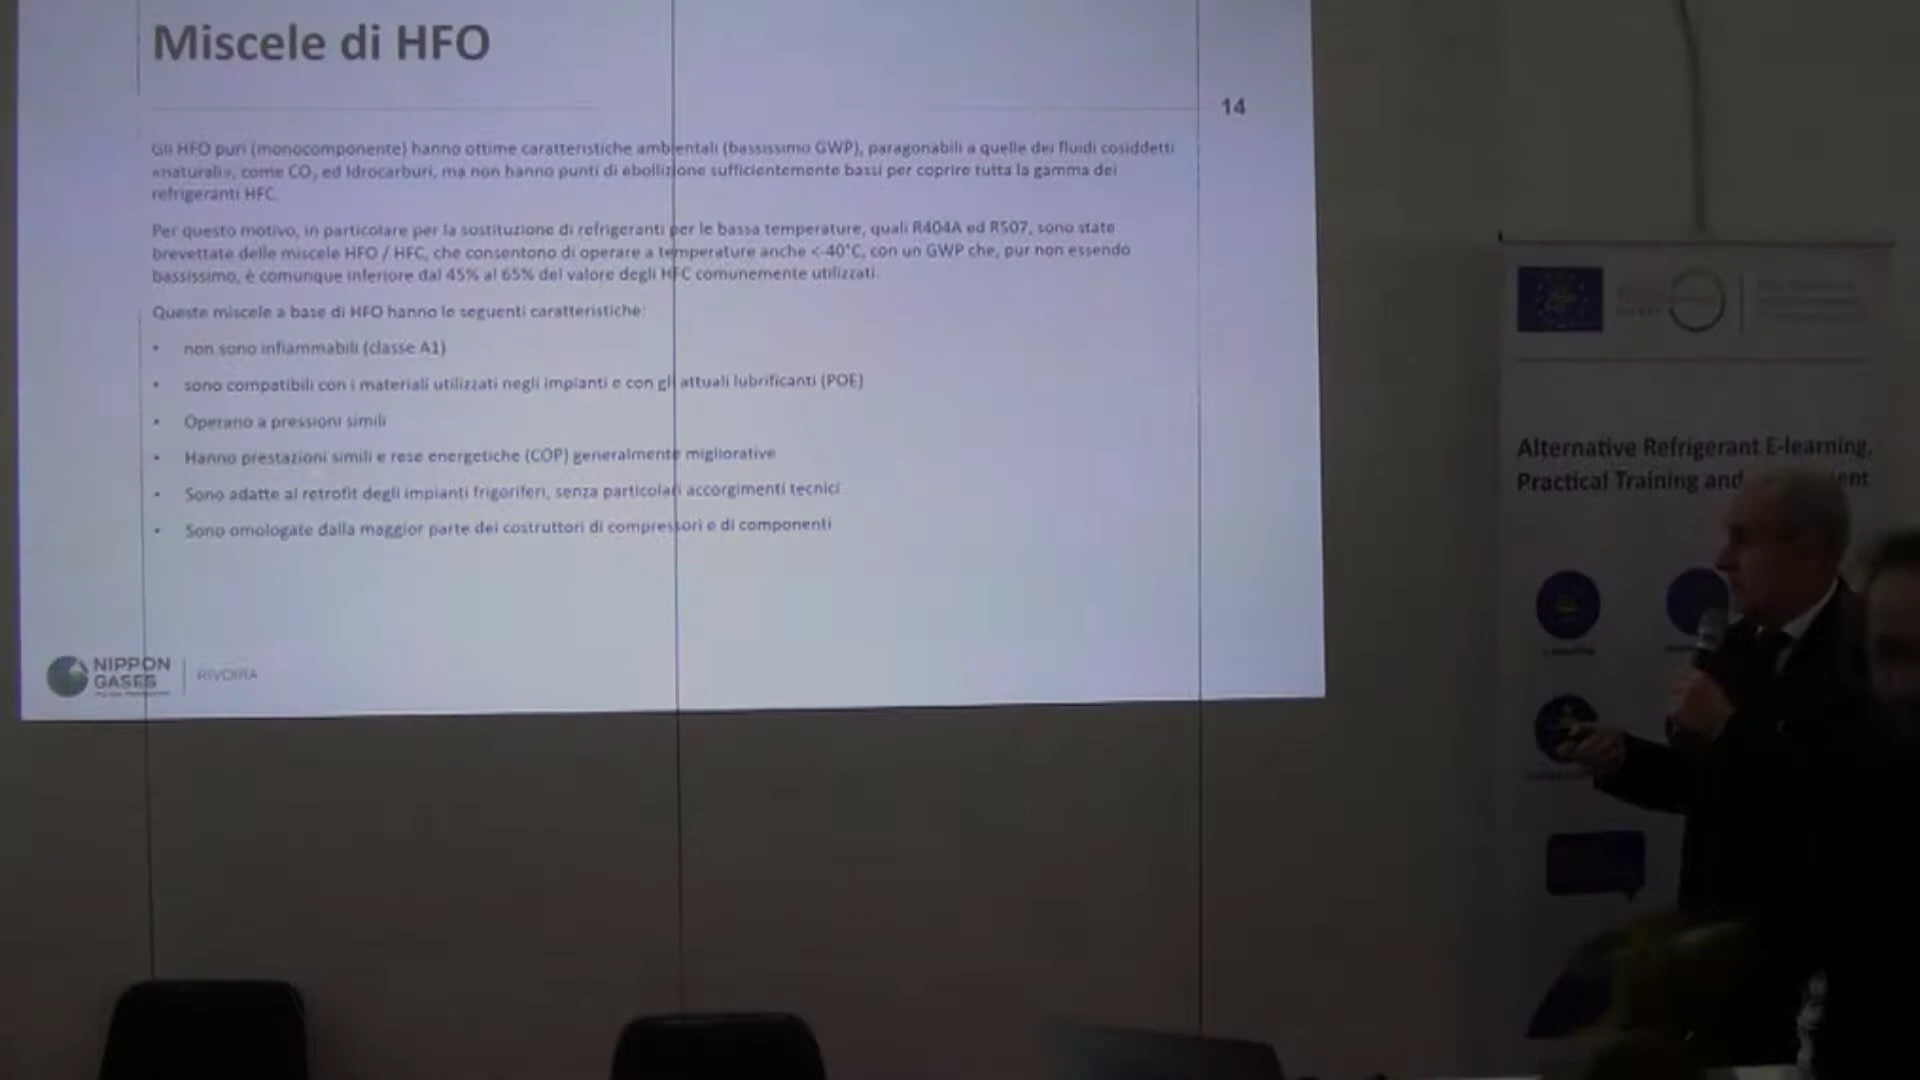 Miscele di HFO
14
Gli HFO puri (monocomponente) hanno ottime caratteristiche ambientali (bassissimo GWP), paragonabili a quelle dei fluidi cosiddetti
«naturali», come CO₂ ed Idrocarburi, ma non hanno punti di ebollizione sufficientemente bassi per coprire tutta la gamma dei
refrigeranti HFC.
Per questo motivo, in particolare per la sostituzione di refrigeranti per le bassa temperature, quali R404A ed R507, sono state
brevettate delle miscele HFO / HFC, che consentono di operare a temperature anche <-40°C, con un GWP che, pur non essendo
bassissimo, è comunque inferiore dal 45% al 65% del valore degli HFC comunemente utilizzati.
Queste miscele a base di HFO hanno le seguenti caratteristiche:
• non sono infiammabili (classe A1)
• sono compatibili con i materiali utilizzati negli impianti e con gli attuali lubrificanti (POE)
• Operano a pressioni simili
• Hanno prestazioni simili e rese energetiche (COP) generalmente migliorative
• Sono adatte al retrofit degli impianti frigoriferi, senza particolari accorgimenti tecnici
• Sono omologate dalla maggior parte dei costruttori di compressori e di componenti
NIPPON
GASES
RIVOIRA
Alternative Refrigerant E-learning,
Practical Training and